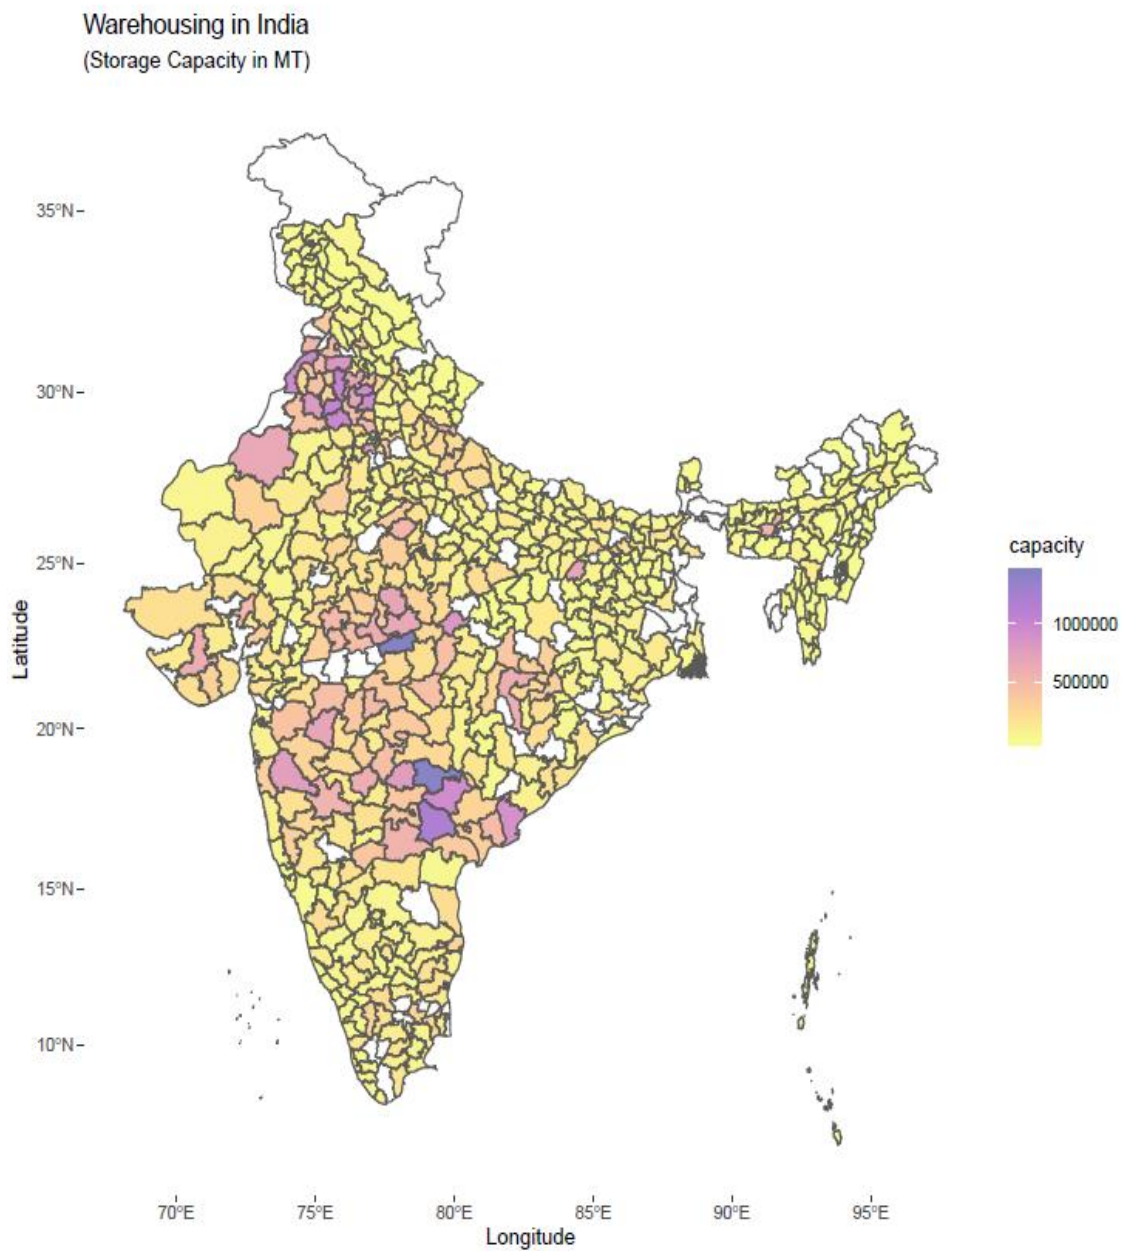 Warehousing in India
(Storage Capacity in MT)
35°N
30°N
25°N
20°N
15°N
10°N
Latitude
70°E 75°E 80°E 85°E 90°E 95°E
Longitude
capacity
1000000
500000